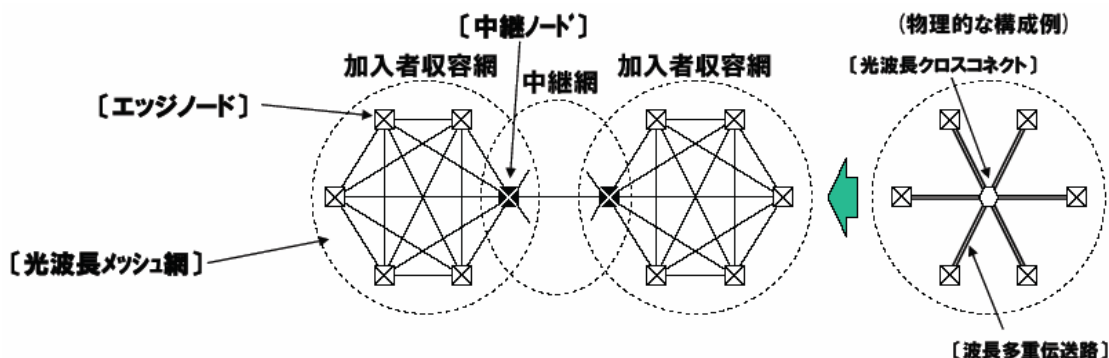 ［中継ノード］
(物理的な構成例)
加入者収容網
中継網
加入者収容網
［光波長クロスコネクト］
［エッジノード］
［光波長メッシュ網］
［波長多重伝送路］